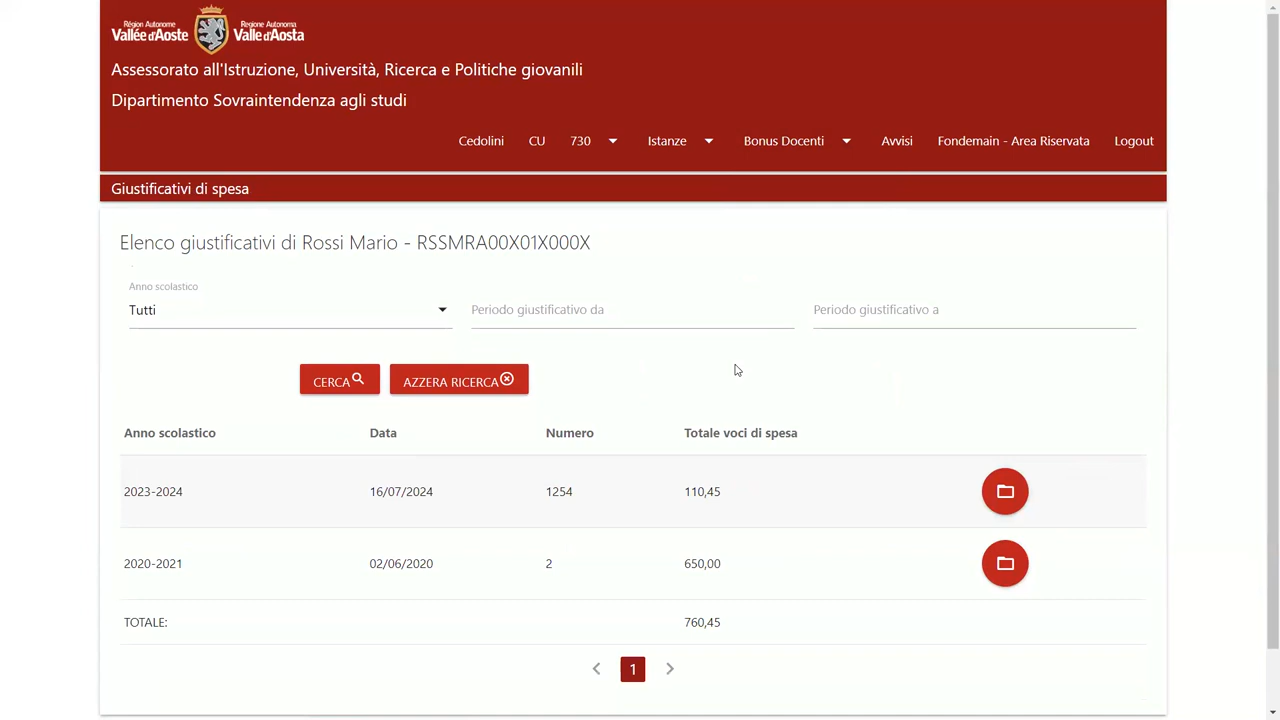 Région Autonome
Vallée d'Aoste
Regione Autonoma
Valle d'Aosta
Assessorato all'Istruzione, Università, Ricerca e Politiche giovanili
Dipartimento Sovraintendenza agli studi
Cedolini CU 730 Istanze Bonus Docenti Avvisi Fondemain - Area Riservata Logout
Giustificativi di spesa
Elenco giustificativi di Rossi Mario - RSSMRA00X01X000X
Anno scolastico
Tutti Periodo giustificativo da Periodo giustificativo a
CERCA AZZERA RICERCA
Anno scolastico Data Numero Totale voci di spesa
2023-2024 16/07/2024 1254 110,45
2020-2021 02/06/2020 2 650,00
TOTALE: 760,45
1